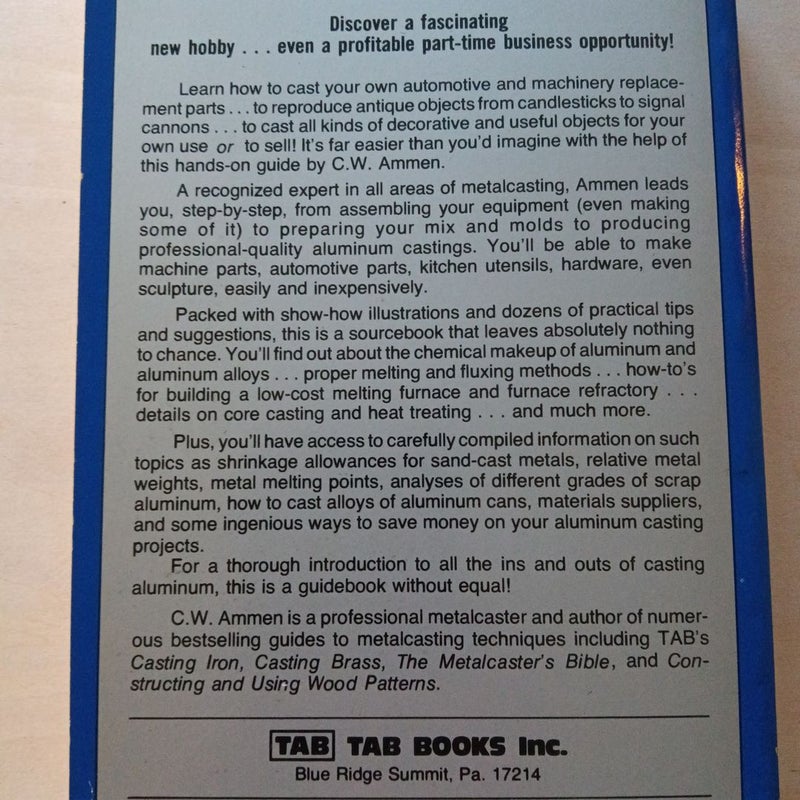 Discover a fascinating
new hobby . . . even a profitable part-time business opportunity!
Learn how to cast your own automotive and machinery replace-
ment parts . . . to reproduce antique objects from candlesticks to signal
cannons . . . to cast all kinds of decorative and useful objects for your
own use or to sell! It's far easier than you'd imagine with the help of
this hands-on guide by C.W. Ammen.
A recognized expert in all areas of metalcasting, Ammen leads
you, step-by-step, from assembling your equipment (even making
some of it) to preparing your mix and molds to producing
professional-quality aluminum castings. You'll be able to make
machine parts, automotive parts, kitchen utensils, hardware, even
sculpture, easily and inexpensively.
Packed with show-how illustrations and dozens of practical tips
and suggestions, this is a sourcebook that leaves absolutely nothing
to chance. You'll find out about the chemical makeup of aluminum and
aluminum alloys . . . proper melting and fluxing methods . . . how-to's
for building a low-cost melting furnace and furnace refractory . . .
details on core casting and heat treating . . . and much more.
Plus, you'll have access to carefully compiled information on such
topics as shrinkage allowances for sand-cast metals, relative metal
weights, metal melting points, analyses of different grades of scrap
aluminum, how to cast alloys of aluminum cans, materials suppliers,
and some ingenious ways to save money on your aluminum casting
projects.
For a thorough introduction to all the ins and outs of casting
aluminum, this is a guidebook without equal!
C.W. Ammen is a professional metalcaster and author of numer-
ous bestselling guides to metalcasting techniques including TAB's
Casting Iron, Casting Brass, The Metalcaster's Bible, and Con-
structing and Using Wood Patterns.
TAB TAB BOOKS Inc.
Blue Ridge Summit, Pa. 17214